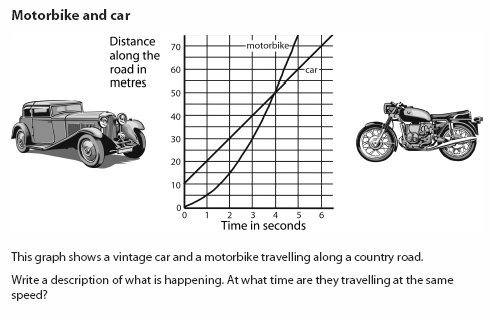 Motorbike and car
Distance
along the
road in
metres
70
60
50
40
30
20
10
0
motorbike
car
0 1 2 3 4 5 6
Time in seconds
This graph shows a vintage car and a motorbike travelling along a country road.
Write a description of what is happening. At what time are they travelling at the same
speed?